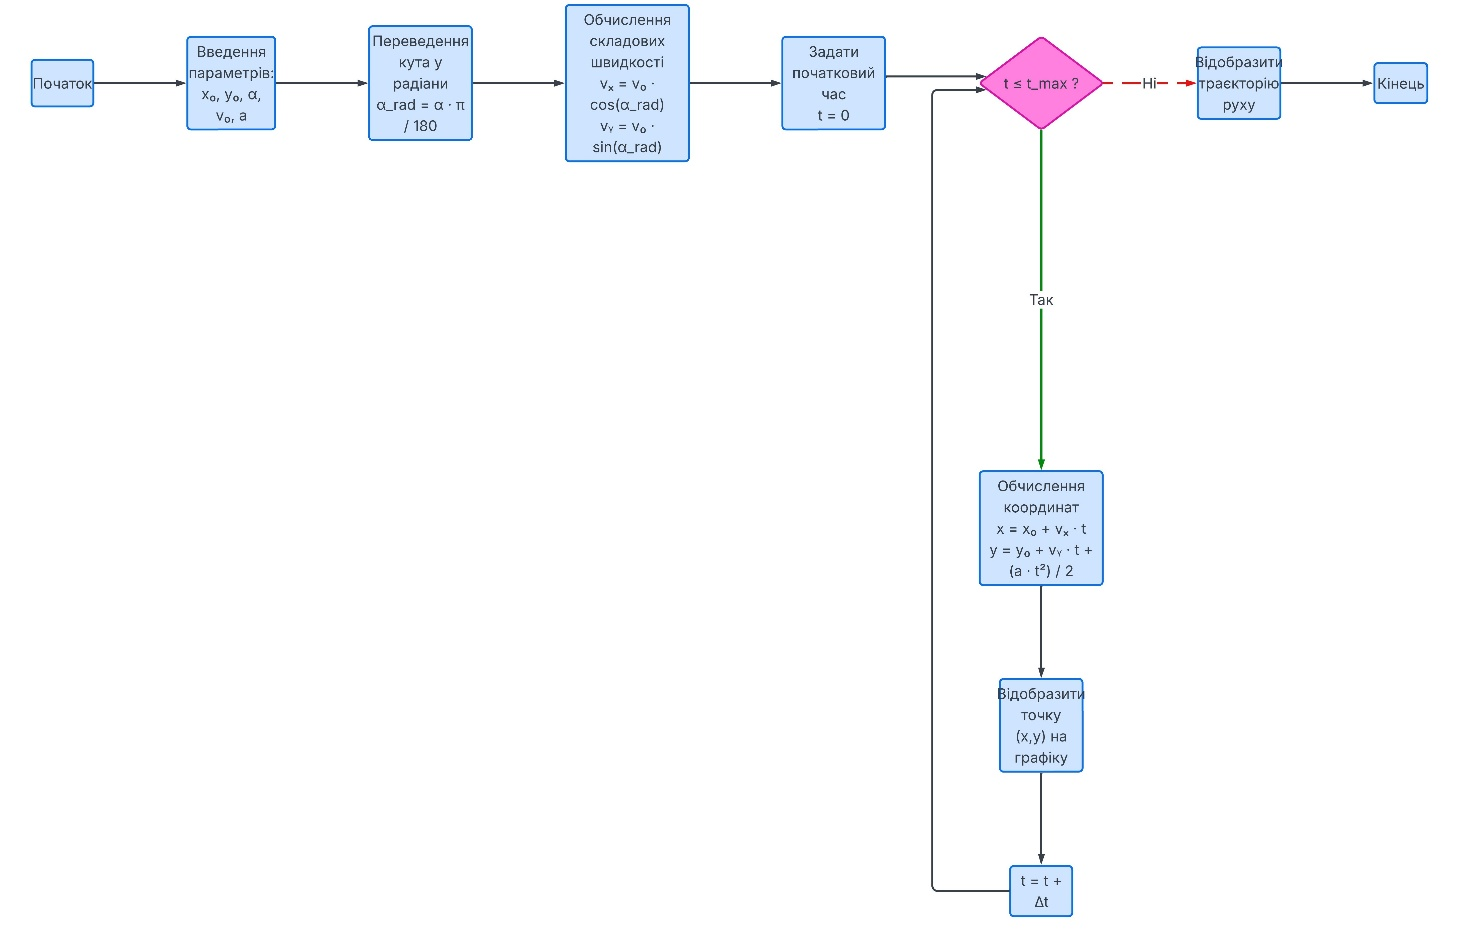 Початок
Введення
параметрів:
x₀, y₀, α,
v₀, a
Переведення
кута у
радіани
α_rad = α · π
/ 180
Обчислення
складових
швидкості
vₓ = v₀ ·
cos(α_rad)
vᵧ = v₀ ·
sin(α_rad)
Задати
початковий
час
t = 0
t ≤ t_max ?
Ні
Відобразити
траєкторію
руху
Кінець
Так
Обчислення
координат
x = x₀ + vₓ · t
y = y₀ + vᵧ · t +
(a · t²) / 2
Відобразити
точку
(x,y) на
графіку
t = t +
Δt